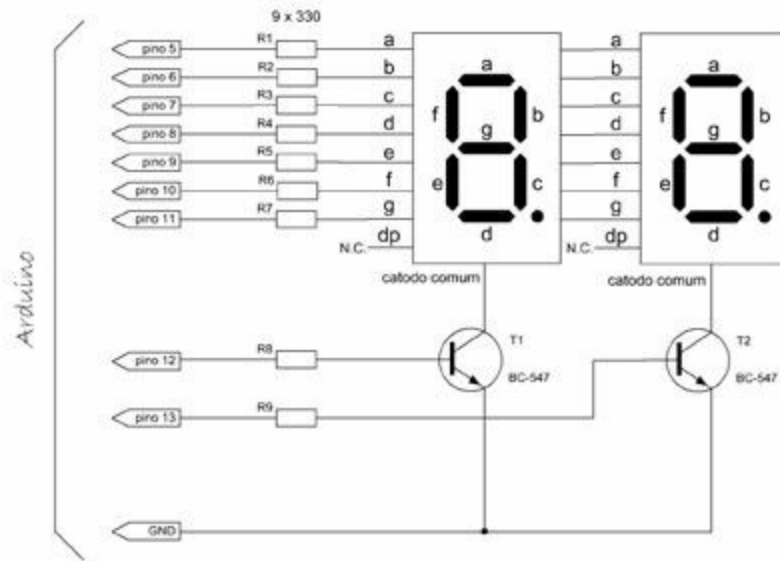 9 x 330
pino 5 R1 a a
pino 6 R2 b b
pino 7 R3 c c
pino 8 R4 d d
pino 9 R5 e e
pino 10 R6 f f
pino 11 R7 g g
N.C. dp N.C. dp
a
f b
g
e c
d
a
f b
g
e c
d
catodo comum catodo comum
Arduino
pino 12 R8 T1 T2
BC-547 BC-547
pino 13 R9
GND